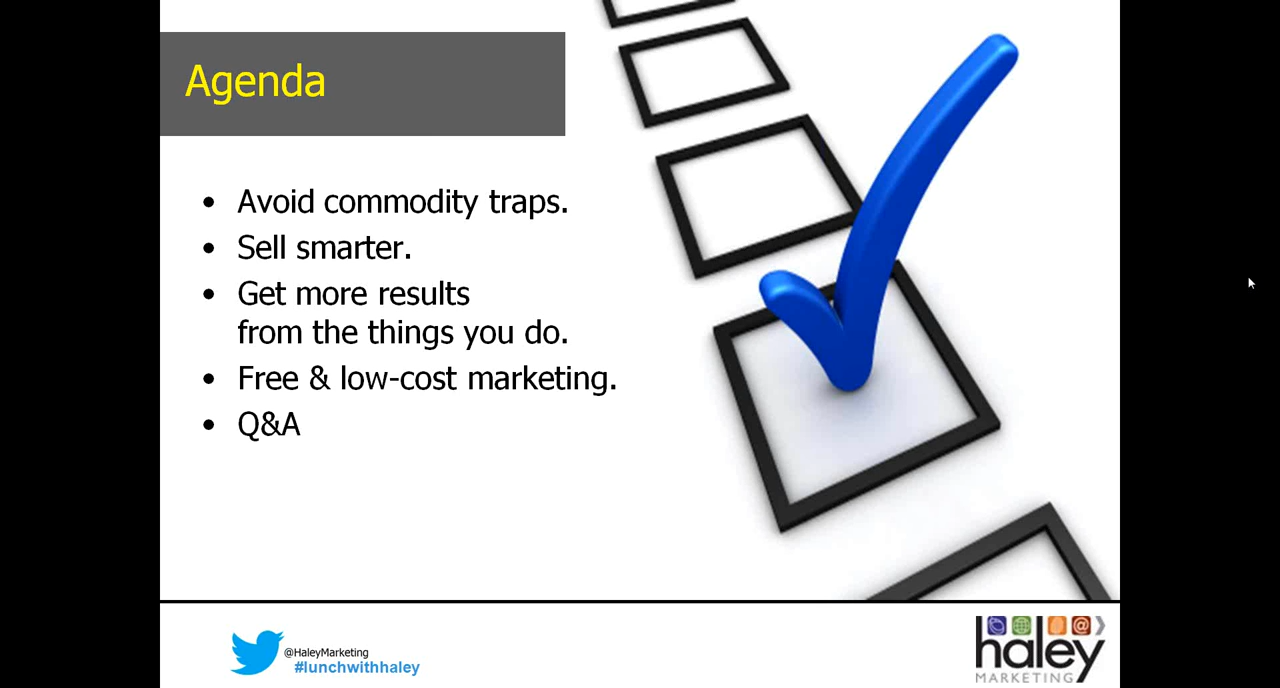 Agenda
• Avoid commodity traps.
• Sell smarter.
• Get more results
from the things you do.
• Free & low-cost marketing.
• Q&A
@HaleyMarketing
#lunchwithhaley
@
haley
MARKETING